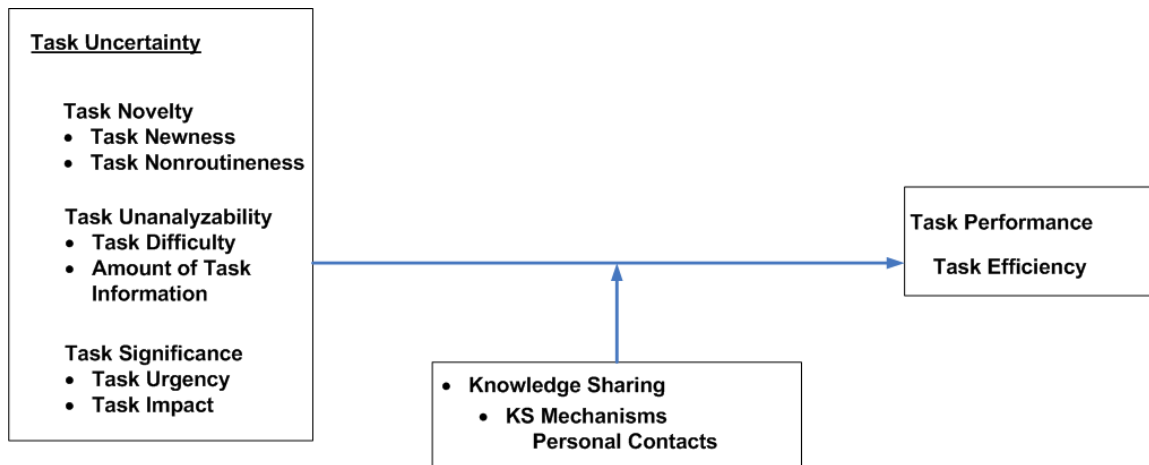 Task Uncertainty
Task Novelty
• Task Newness
• Task Nonroutineness
Task Unanalyzability
• Task Difficulty
• Amount of Task
Information
Task Significance
• Task Urgency
• Task Impact
Task Performance
Task Efficiency
• Knowledge Sharing
• KS Mechanisms
Personal Contacts